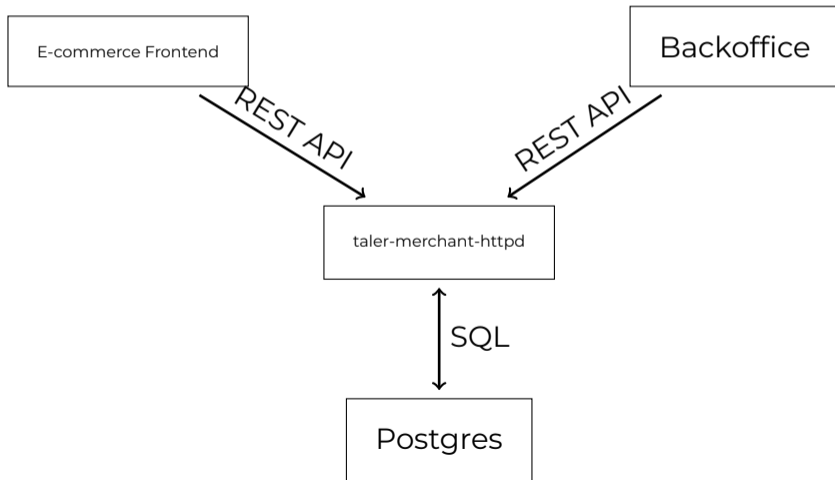 E-commerce Frontend
Backoffice
REST API
REST API
taler-merchant-httpd
SQL
Postgres